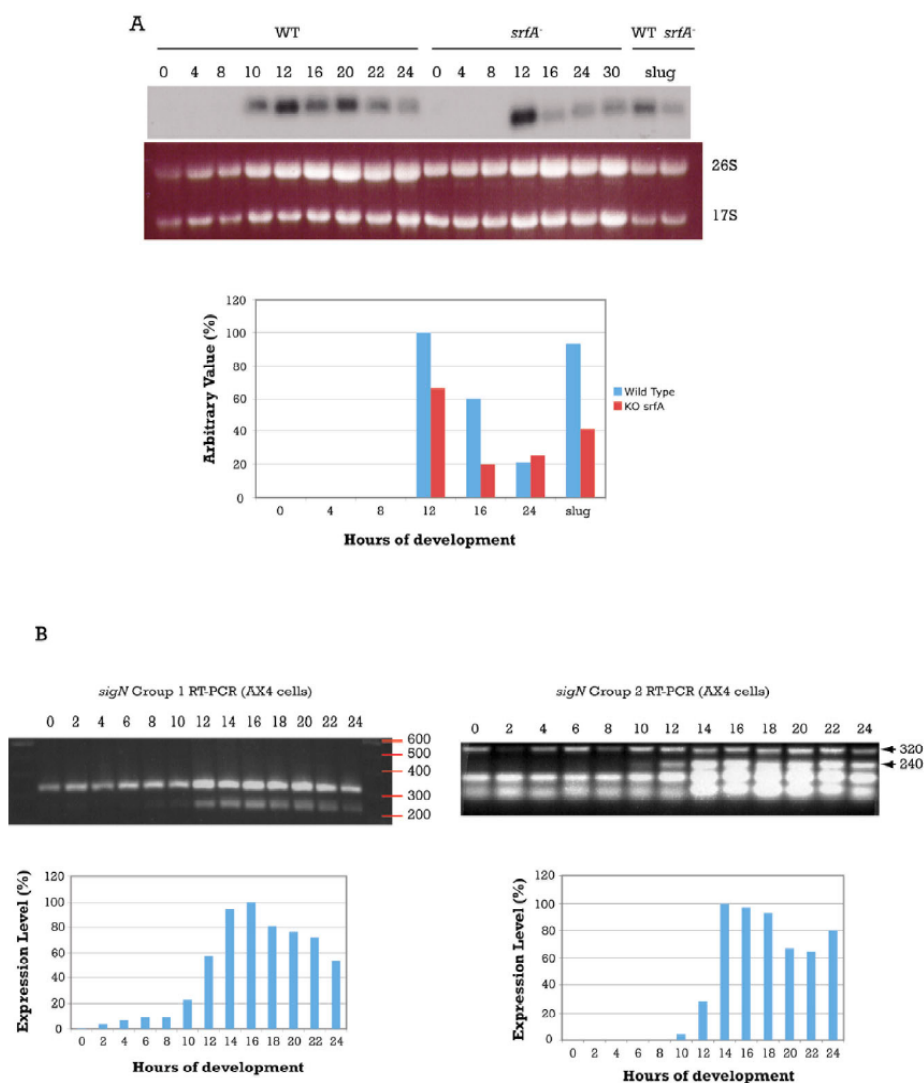 A
WT srfA- WT srfA-
0 4 8 10 12 16 20 22 24 0 4 8 12 16 24 30 slug
26S
17S
120
100
80
60
40
20
0
Arbitrary Value (%)
Wild Type
KO srfA
0 4 8 12 16 24 slug
Hours of development
B
sigN Group 1 RT-PCR (AX4 cells)
0 2 4 6 8 10 12 14 16 18 20 22 24
600
500
400
300
200
120
100
80
60
40
20
0
Expression Level (%)
0 2 4 6 8 10 12 14 16 18 20 22 24
Hours of development
sigN Group 2 RT-PCR (AX4 cells)
0 2 4 6 8 10 12 14 16 18 20 22 24
320
240
120
100
80
60
40
20
0
Expression Level (%)
0 2 4 6 8 10 12 14 16 18 20 22 24
Hours of development